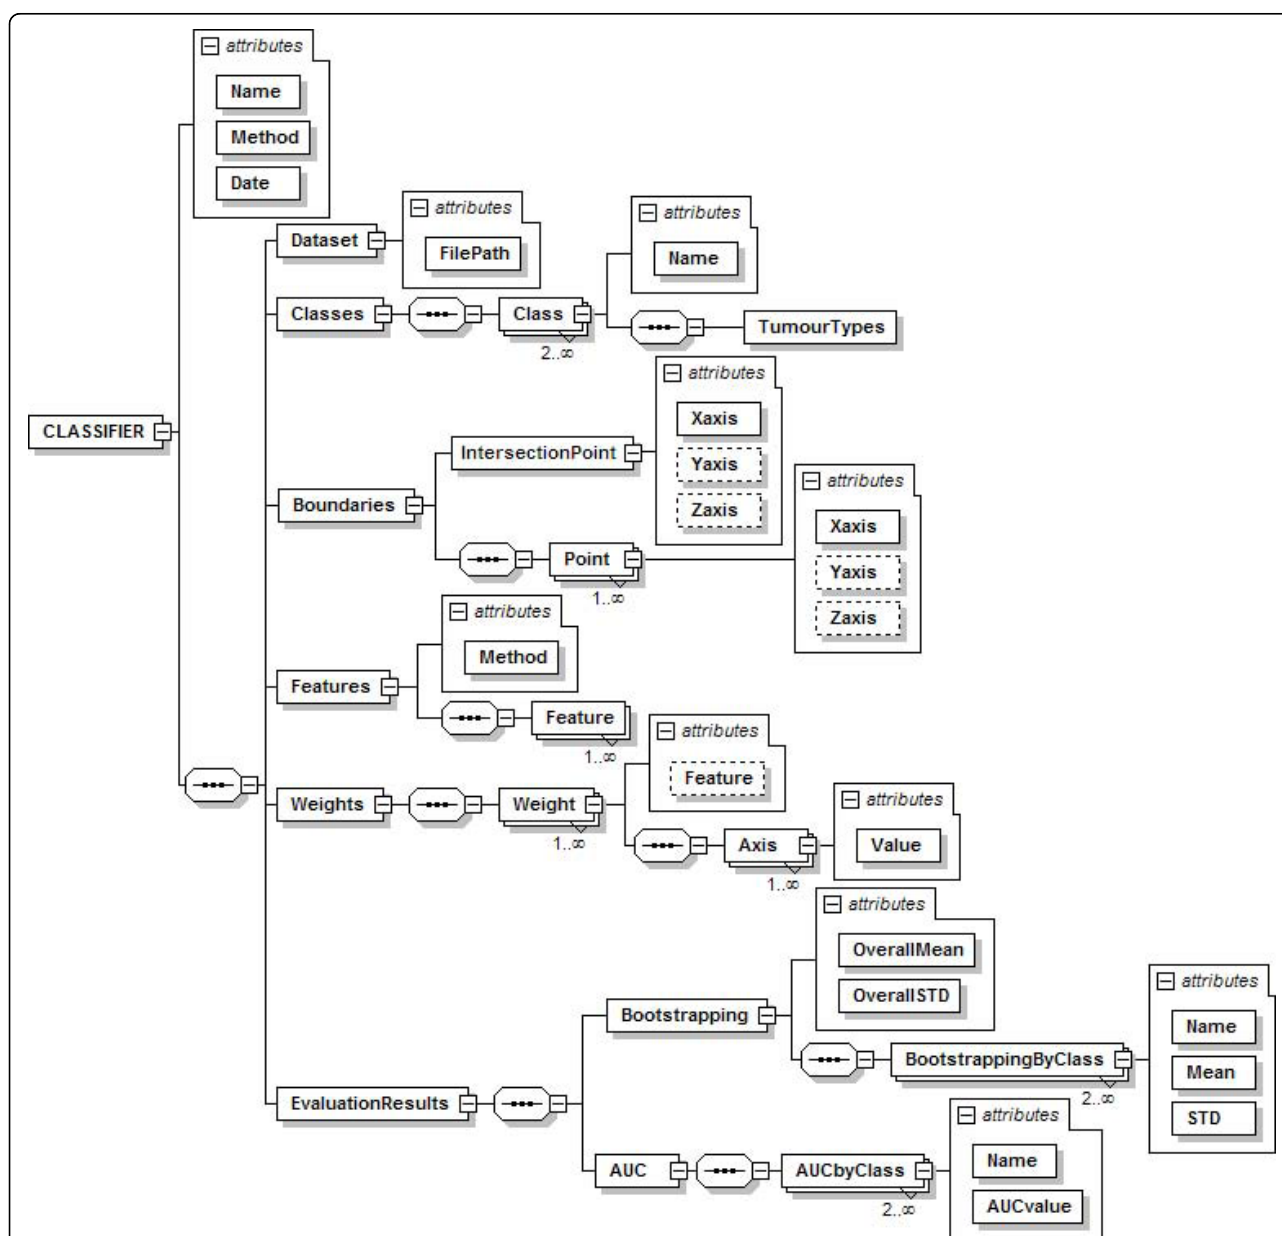 attributes
Name
Method
Date
Dataset
attributes
FilePath
Classes
Class
2..∞
attributes
Name
TumourTypes
CLASSIFIER
Boundaries
IntersectionPoint
attributes
Xaxis
Yaxis
Zaxis
Point
1..∞
attributes
Xaxis
Yaxis
Zaxis
Features
attributes
Method
Feature
1..∞
Weights
Weight
1..∞
attributes
Feature
Axis
1..∞
attributes
Value
EvaluationResults
Bootstrapping
attributes
OverallMean
OverallSTD
BootstrappingByClass
2..∞
attributes
Name
Mean
STD
AUC
AUCbyClass
2..∞
attributes
Name
AUCvalue